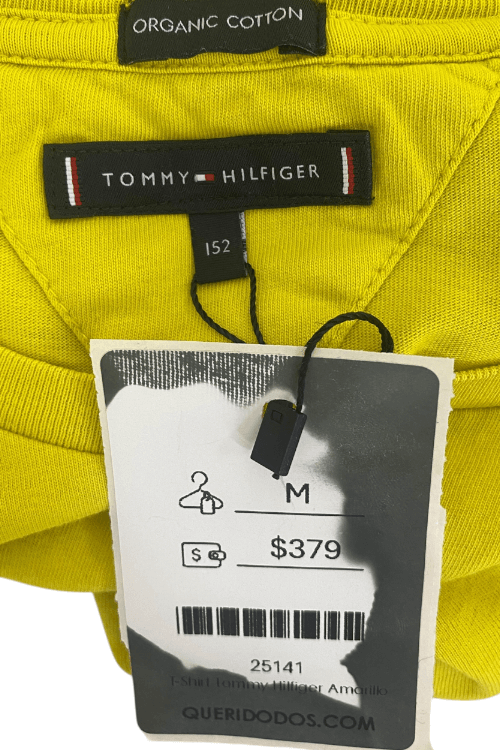 ORGANIC COTTON
TOMMY HILFIGER
152
M
$
$379
25141
T-Shirt Tommy Hilfiger Amarillo
QUERIDODOS.COM